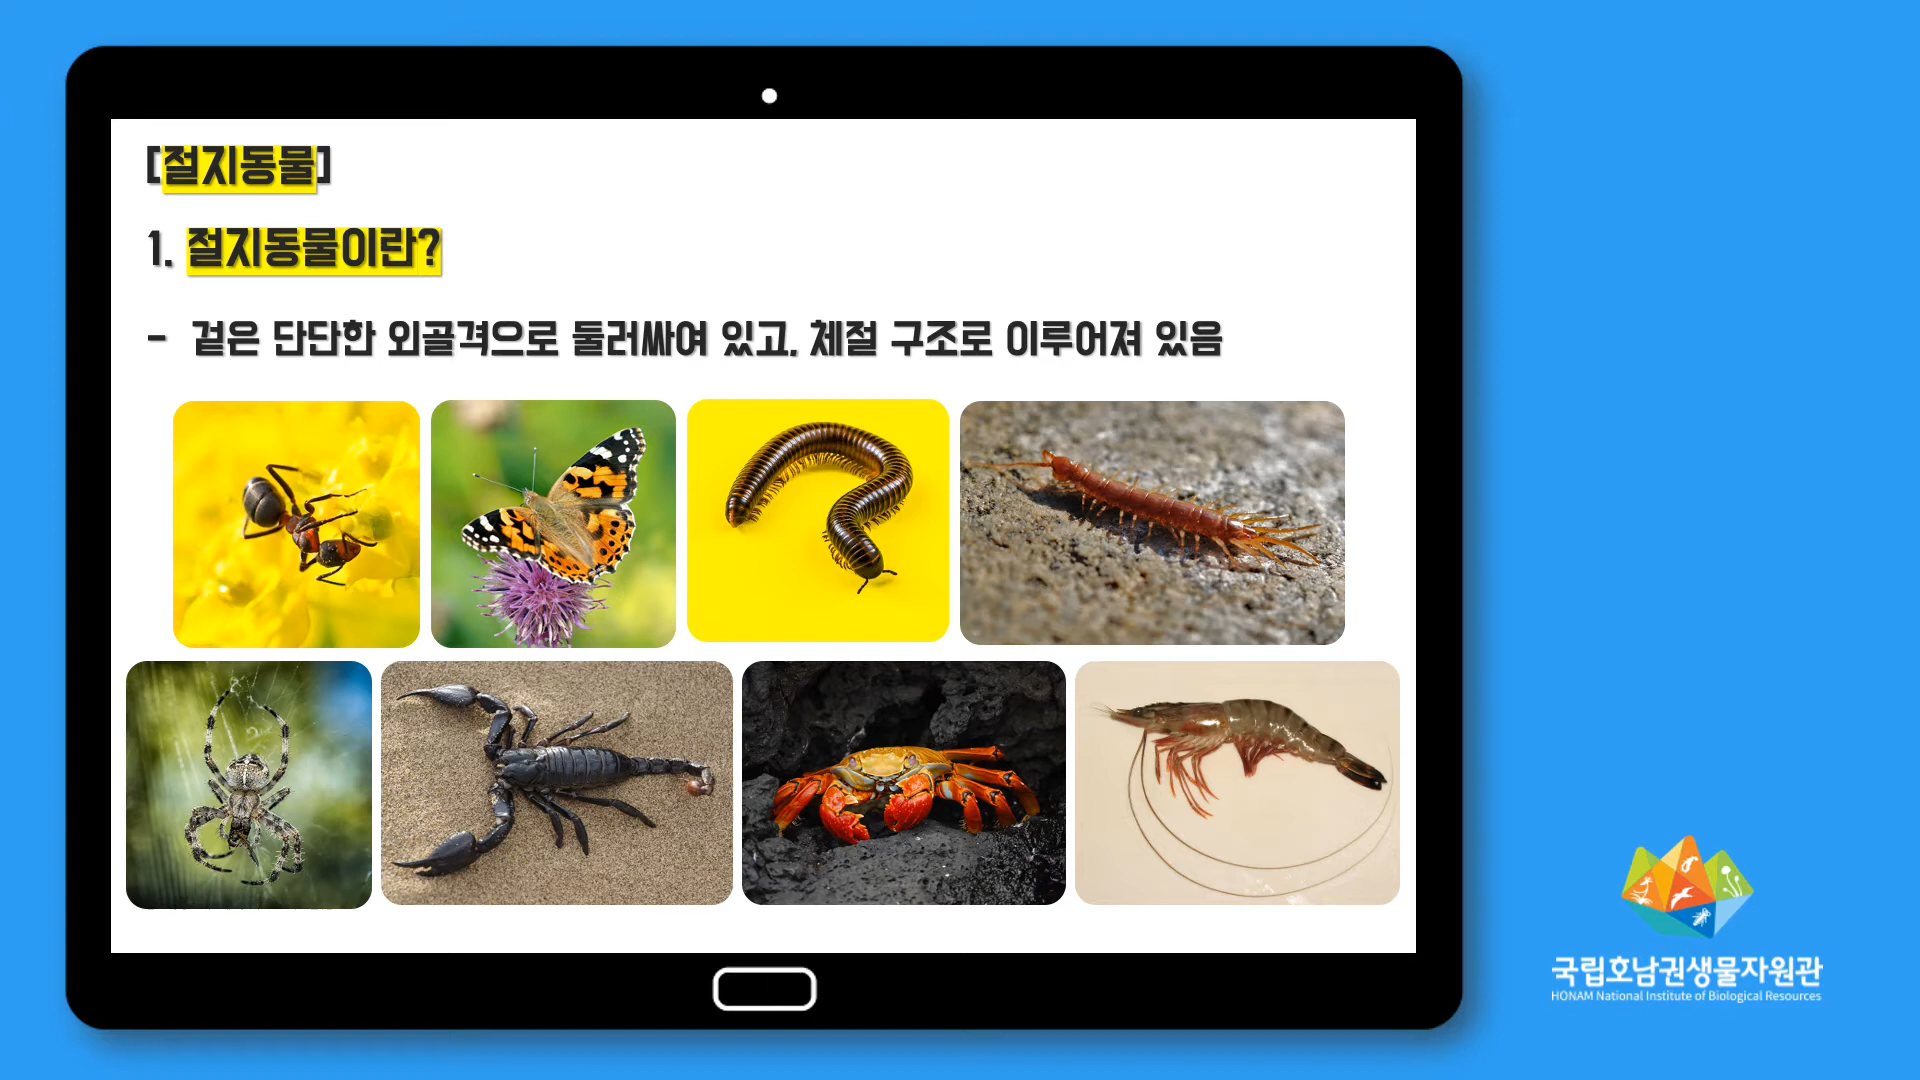 [절지동물]
1. 절지동물이란?
- 겉은 단단한 외골격으로 둘러싸여 있고, 체절 구조로 이루어져 있음
국립호남권생물자원관
HONAM National Institute of Biological Resources